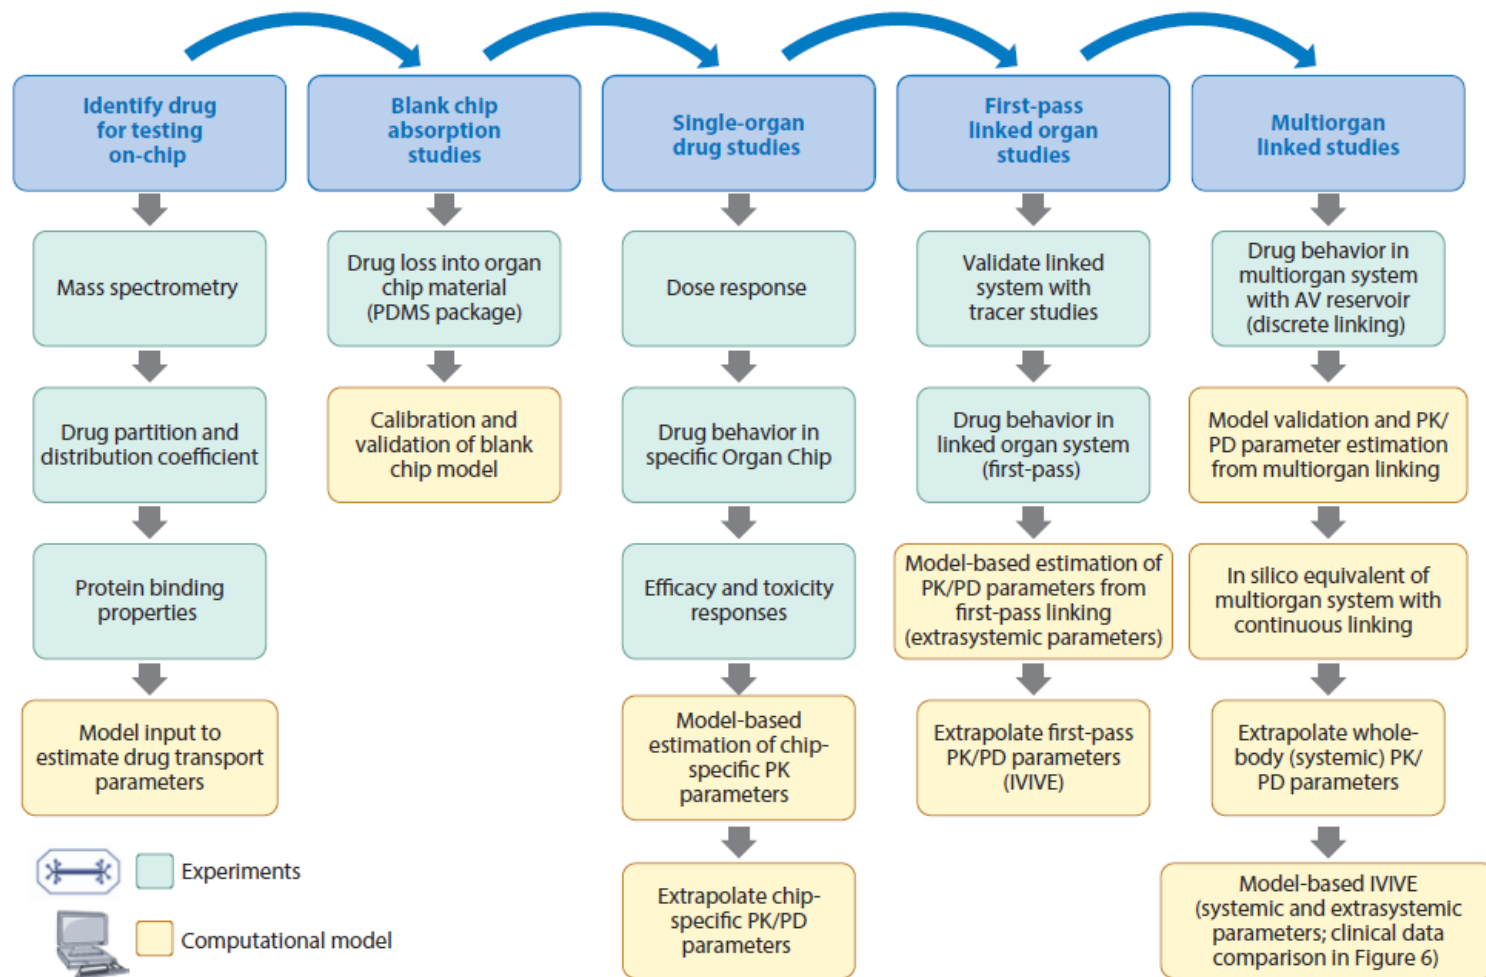 Identify drug
for testing
on-chip
Blank chip
absorption
studies
Single-organ
drug studies
First-pass
linked organ
studies
Multiorgan
linked studies
Mass spectrometry
Drug partition and
distribution coefficient
Protein binding
properties
Model input to
estimate drug transport
parameters
Drug loss into organ
chip material
(PDMS package)
Calibration and
validation of blank
chip model
Dose response
Drug behavior in
specific Organ Chip
Efficacy and toxicity
responses
Model-based
estimation of chip-
specific PK
parameters
Extrapolate chip-
specific PK/PD
parameters
Validate linked
system with
tracer studies
Drug behavior in
linked organ system
(first-pass)
Model-based estimation of
PK/PD parameters from
first-pass linking
(extrasystemic parameters)
Extrapolate first-pass
PK/PD parameters
(IVIVE)
Drug behavior in
multiorgan system
with AV reservoir
(discrete linking)
Model validation and PK/
PD parameter estimation
from multiorgan linking
In silico equivalent of
multiorgan system with
continuous linking
Extrapolate whole-
body (systemic) PK/
PD parameters
Model-based IVIVE
(systemic and extrasystemic
parameters; clinical data
comparison in Figure 6)
Experiments
Computational model